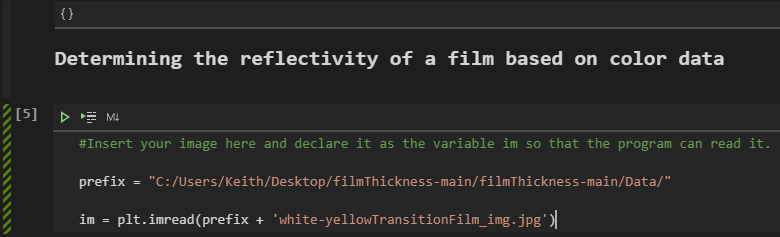 {}
Determining the reflectivity of a film based on color data
[5]
M↓
#Insert your image here and declare it as the variable im so that the program can read it.
prefix = "C:/Users/Keith/Desktop/filmThickness-main/filmThickness-main/Data/"
im = plt.imread(prefix + 'white-yellowTransitionFilm_img.jpg')